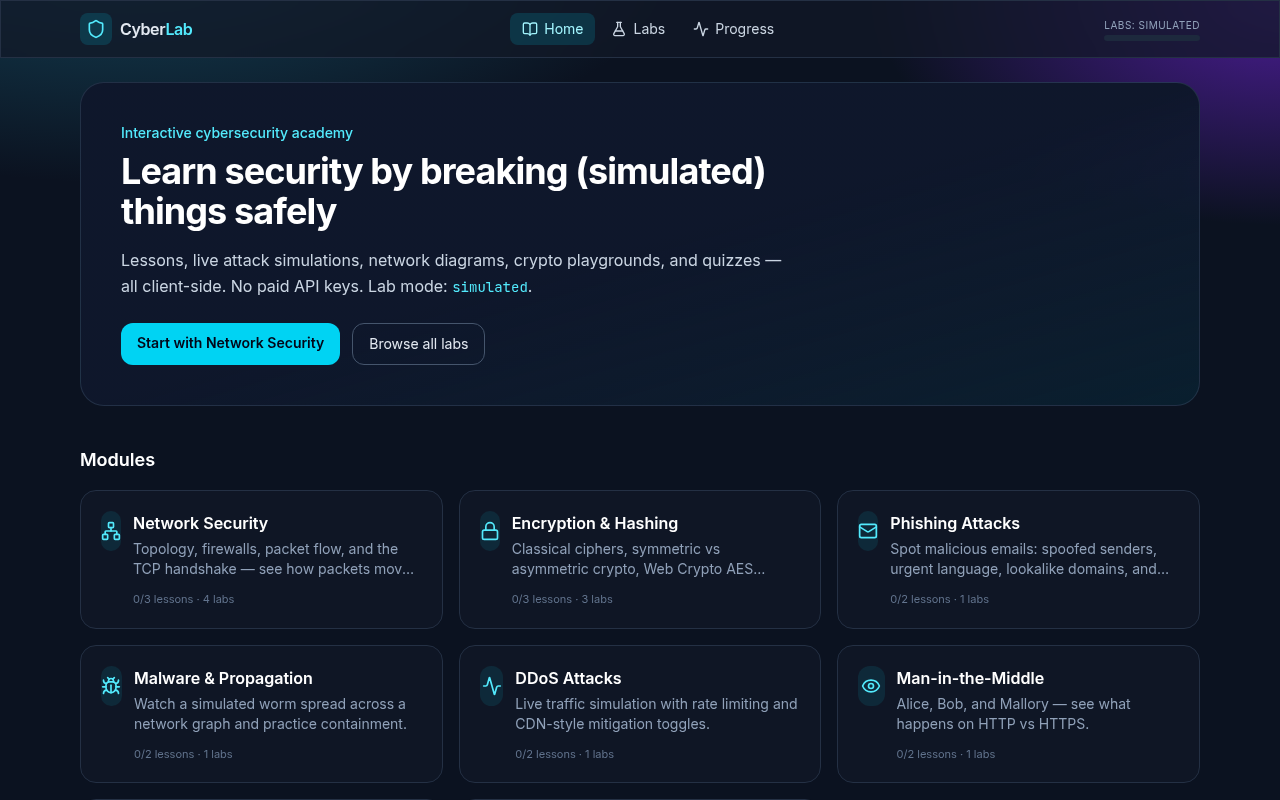 CyberLab
Home
Labs
Progress
LABS: SIMULATED
Interactive cybersecurity academy
Learn security by breaking (simulated)
things safely
Lessons, live attack simulations, network diagrams, crypto playgrounds, and quizzes —
all client-side. No paid API keys. Lab mode: simulated.
Start with Network Security
Browse all labs
Modules
Network Security
Topology, firewalls, packet flow, and the
TCP handshake — see how packets mov…
0/3 lessons · 4 labs
Encryption & Hashing
Classical ciphers, symmetric vs
asymmetric crypto, Web Crypto AES…
0/3 lessons · 3 labs
Phishing Attacks
Spot malicious emails: spoofed senders,
urgent language, lookalike domains, and…
0/2 lessons · 1 labs
Malware & Propagation
Watch a simulated worm spread across a
network graph and practice containment.
0/2 lessons · 1 labs
DDoS Attacks
Live traffic simulation with rate limiting and
CDN-style mitigation toggles.
0/2 lessons · 1 labs
Man-in-the-Middle
Alice, Bob, and Mallory — see what
happens on HTTP vs HTTPS.
0/2 lessons · 1 labs